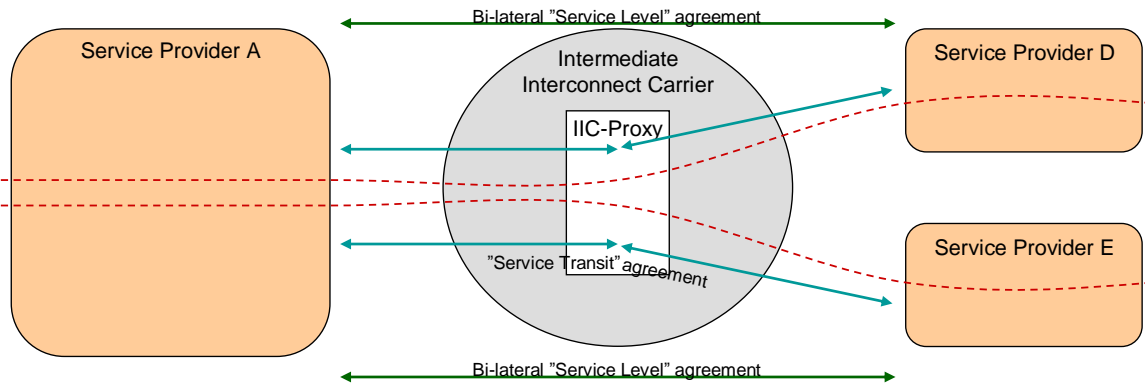 Bi-lateral ”Service Level” agreement
Service Provider A
Intermediate
Interconnect Carrier
Service Provider D
IIC-Proxy
Service Provider E
”Service Transit” agreement
Bi-lateral ”Service Level” agreement